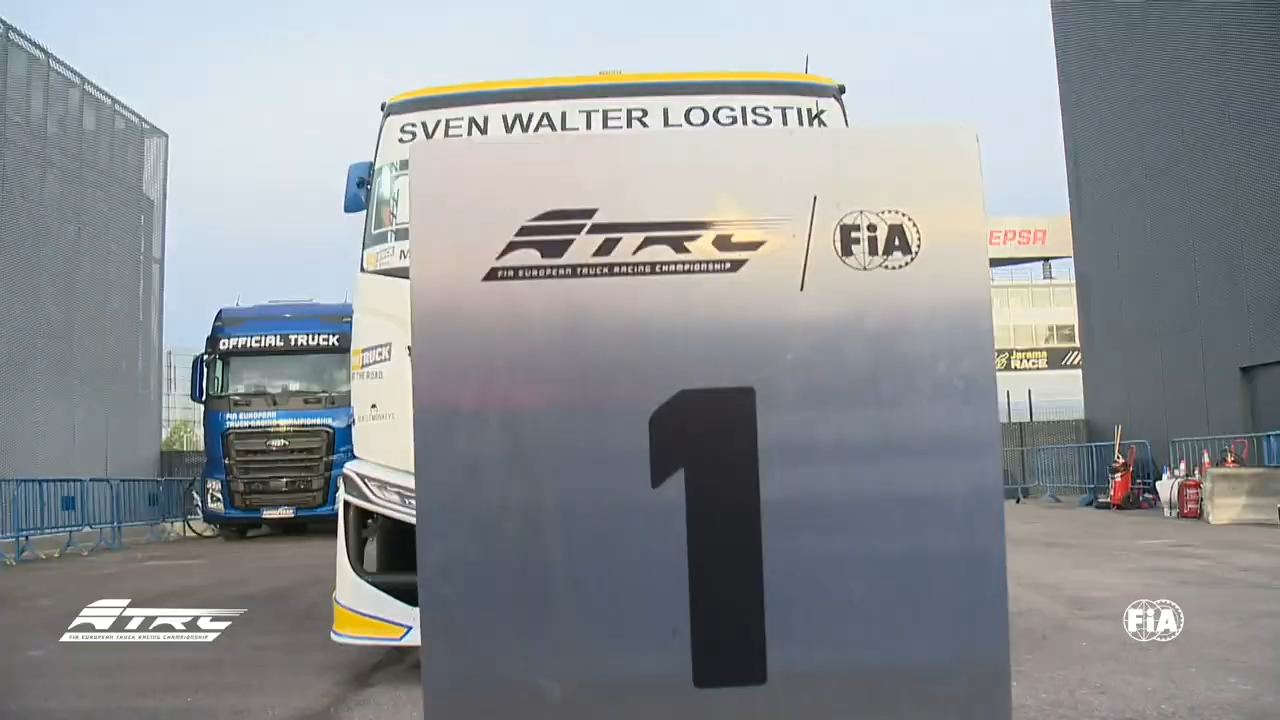 SVEN WALTER LOGISTIK
ETRC
FIA EUROPEAN TRUCK RACING CHAMPIONSHIP
FiA
EPSA
OFFICIAL TRUCK
TRUCK
THE ROAD.
Jarama
RACE
FIA EUROPEAN
TRUCK RACING CHAMPIONSHIP
1
ETRC
FIA EUROPEAN TRUCK RACING CHAMPIONSHIP
FiA